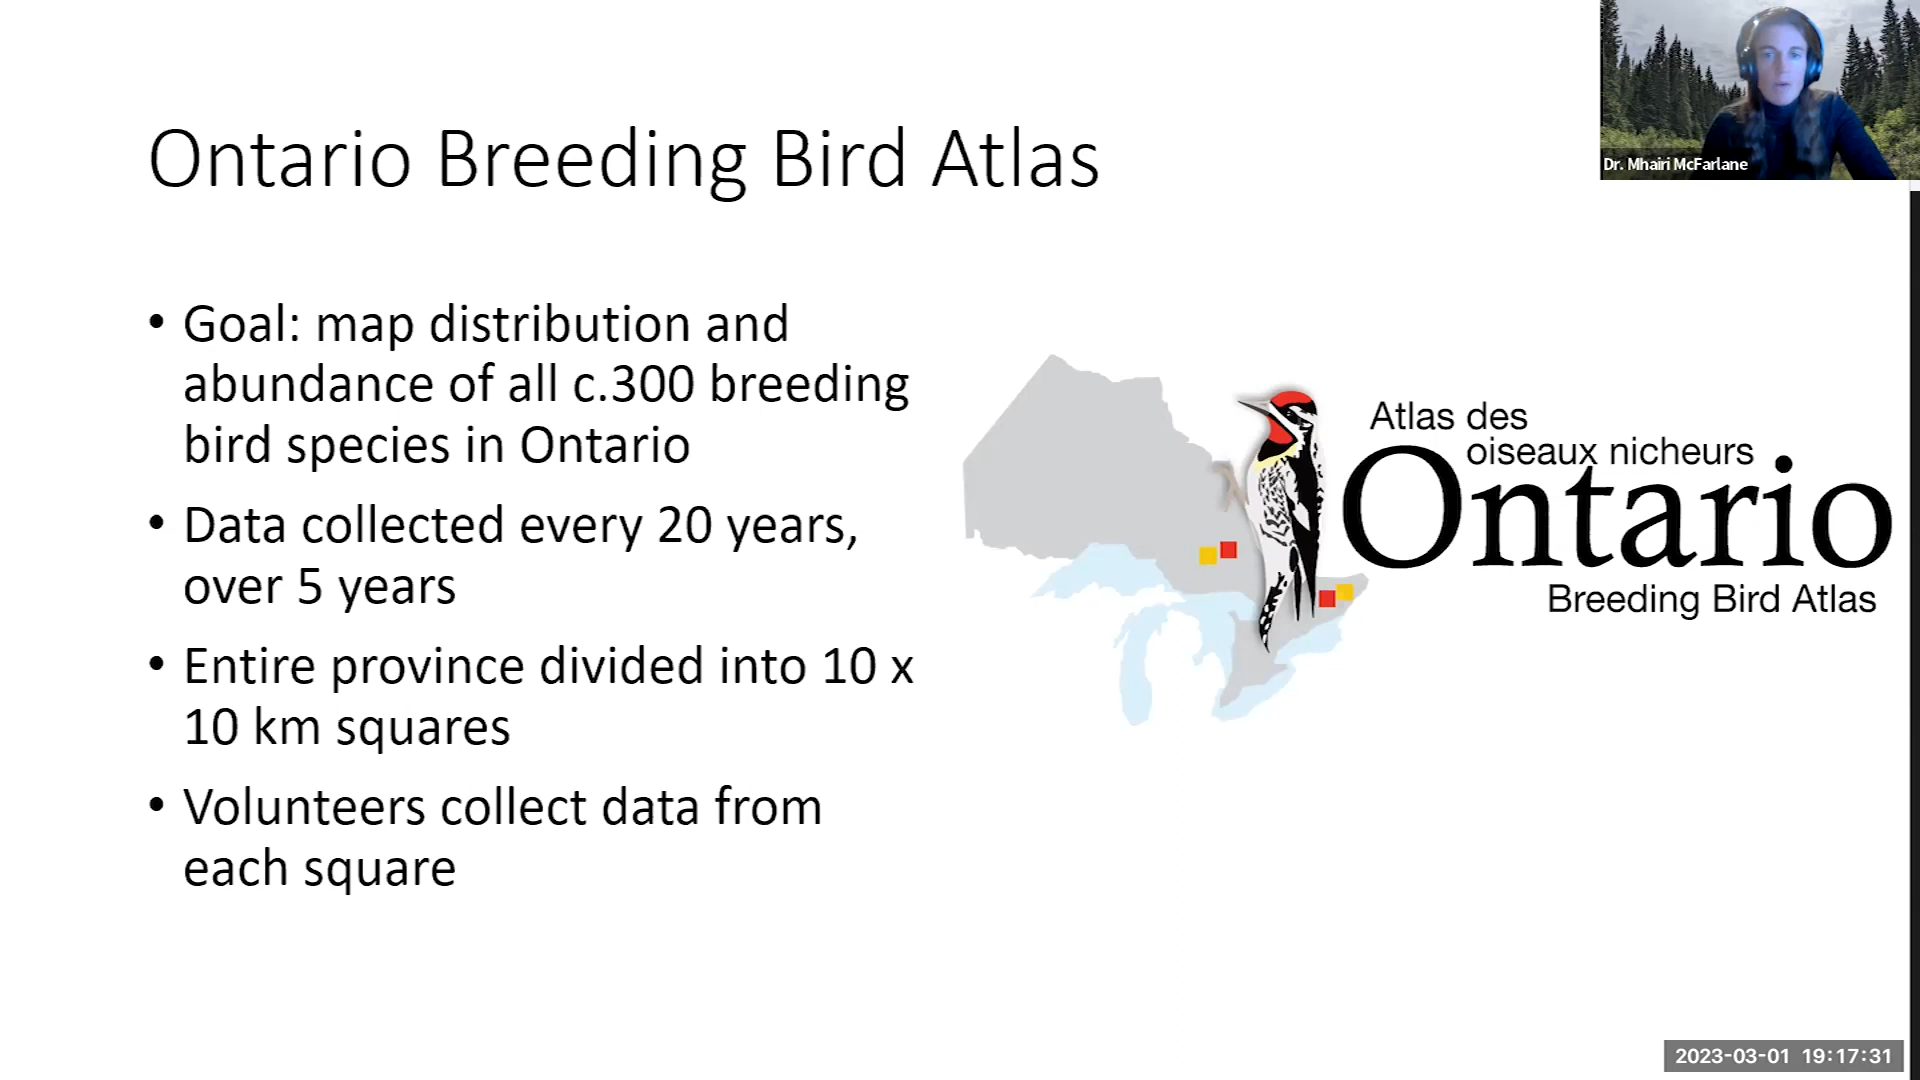 Dr. Mhairi McFarlane
Ontario Breeding Bird Atlas
• Goal: map distribution and
abundance of all c.300 breeding
bird species in Ontario
• Data collected every 20 years,
over 5 years
• Entire province divided into 10 x
10 km squares
• Volunteers collect data from
each square
Atlas des
oiseaux nicheurs
Ontario
Breeding Bird Atlas
2023-03-01 19:17:31